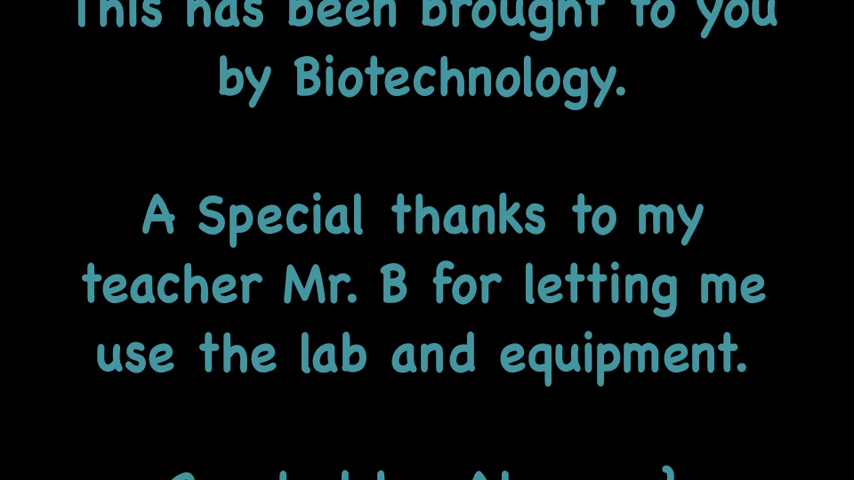 This has been brought to you
by Biotechnology.
A Special thanks to my
teacher Mr. B for letting me
use the lab and equipment.